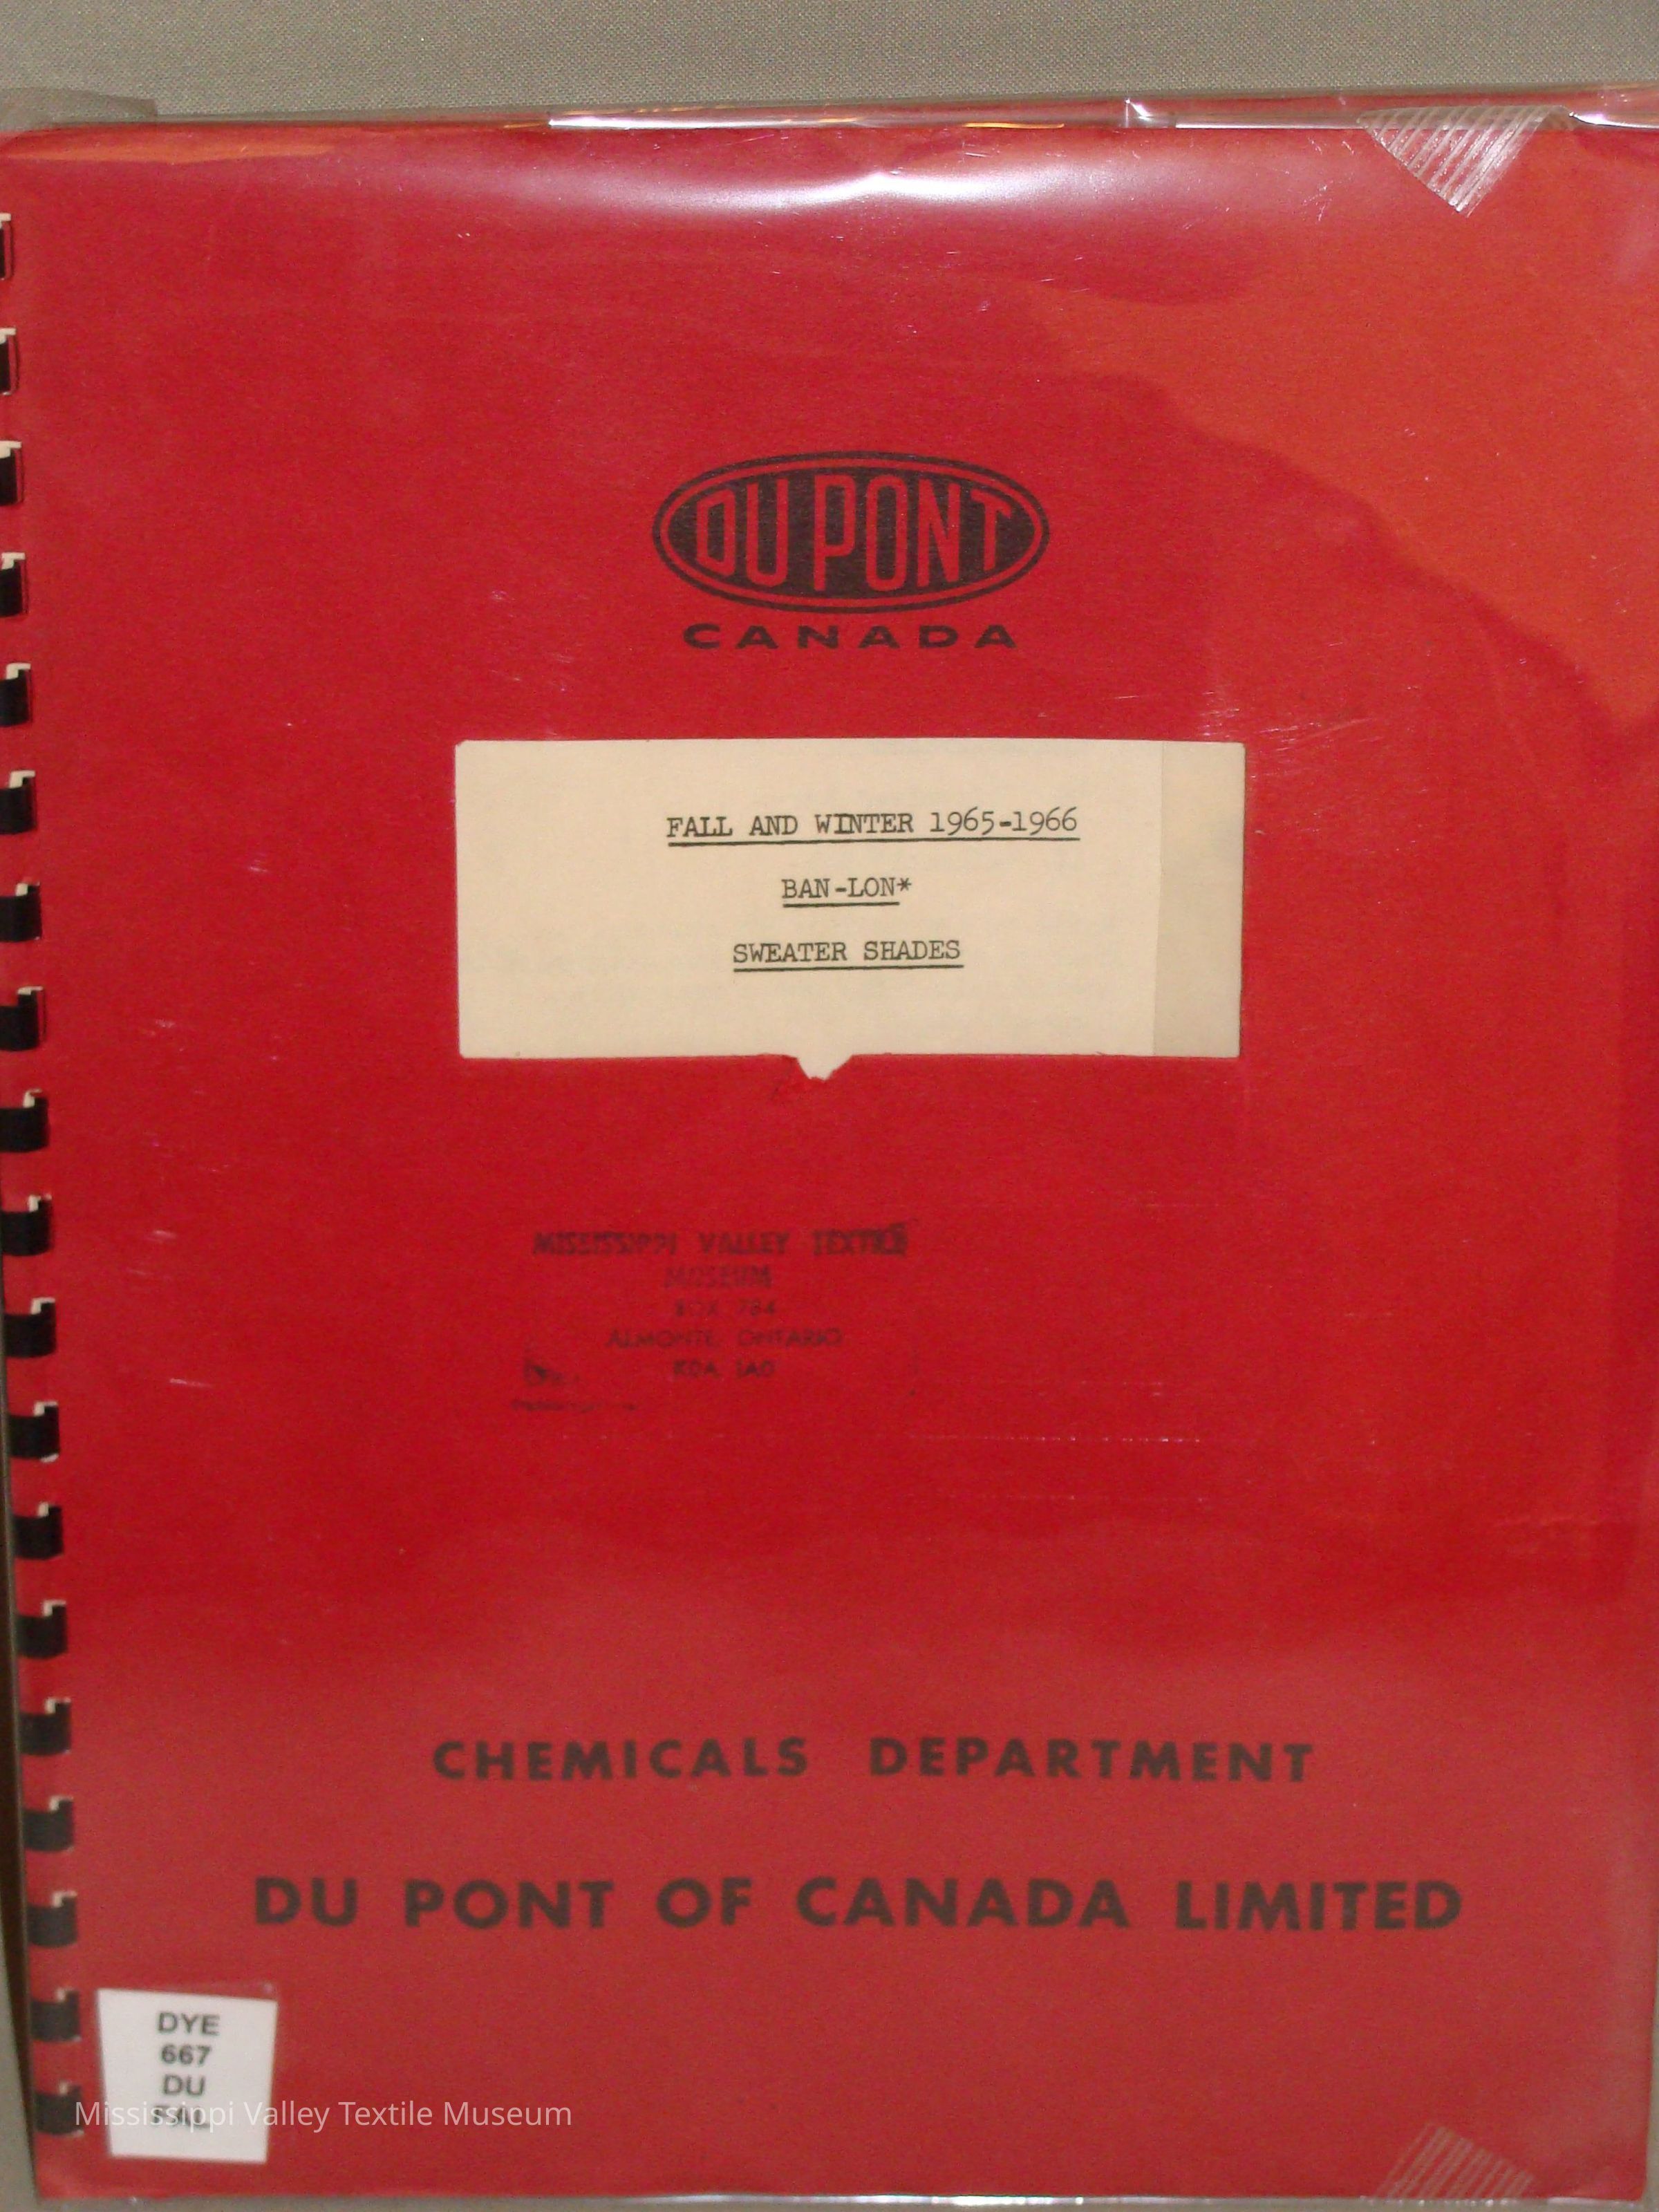 DU PONT
CANADA
FALL AND WINTER 1965-1966
BAN-LON*
SWEATER SHADES
MISSISSIPPI VALLEY TEXTILE
MUSEUM
BOX 784
ALMONTE, ONTARIO
K0A 1A0
CHEMICALS DEPARTMENT
DU PONT OF CANADA LIMITED
DYE
667
DU
FAL
Mississippi Valley Textile Museum